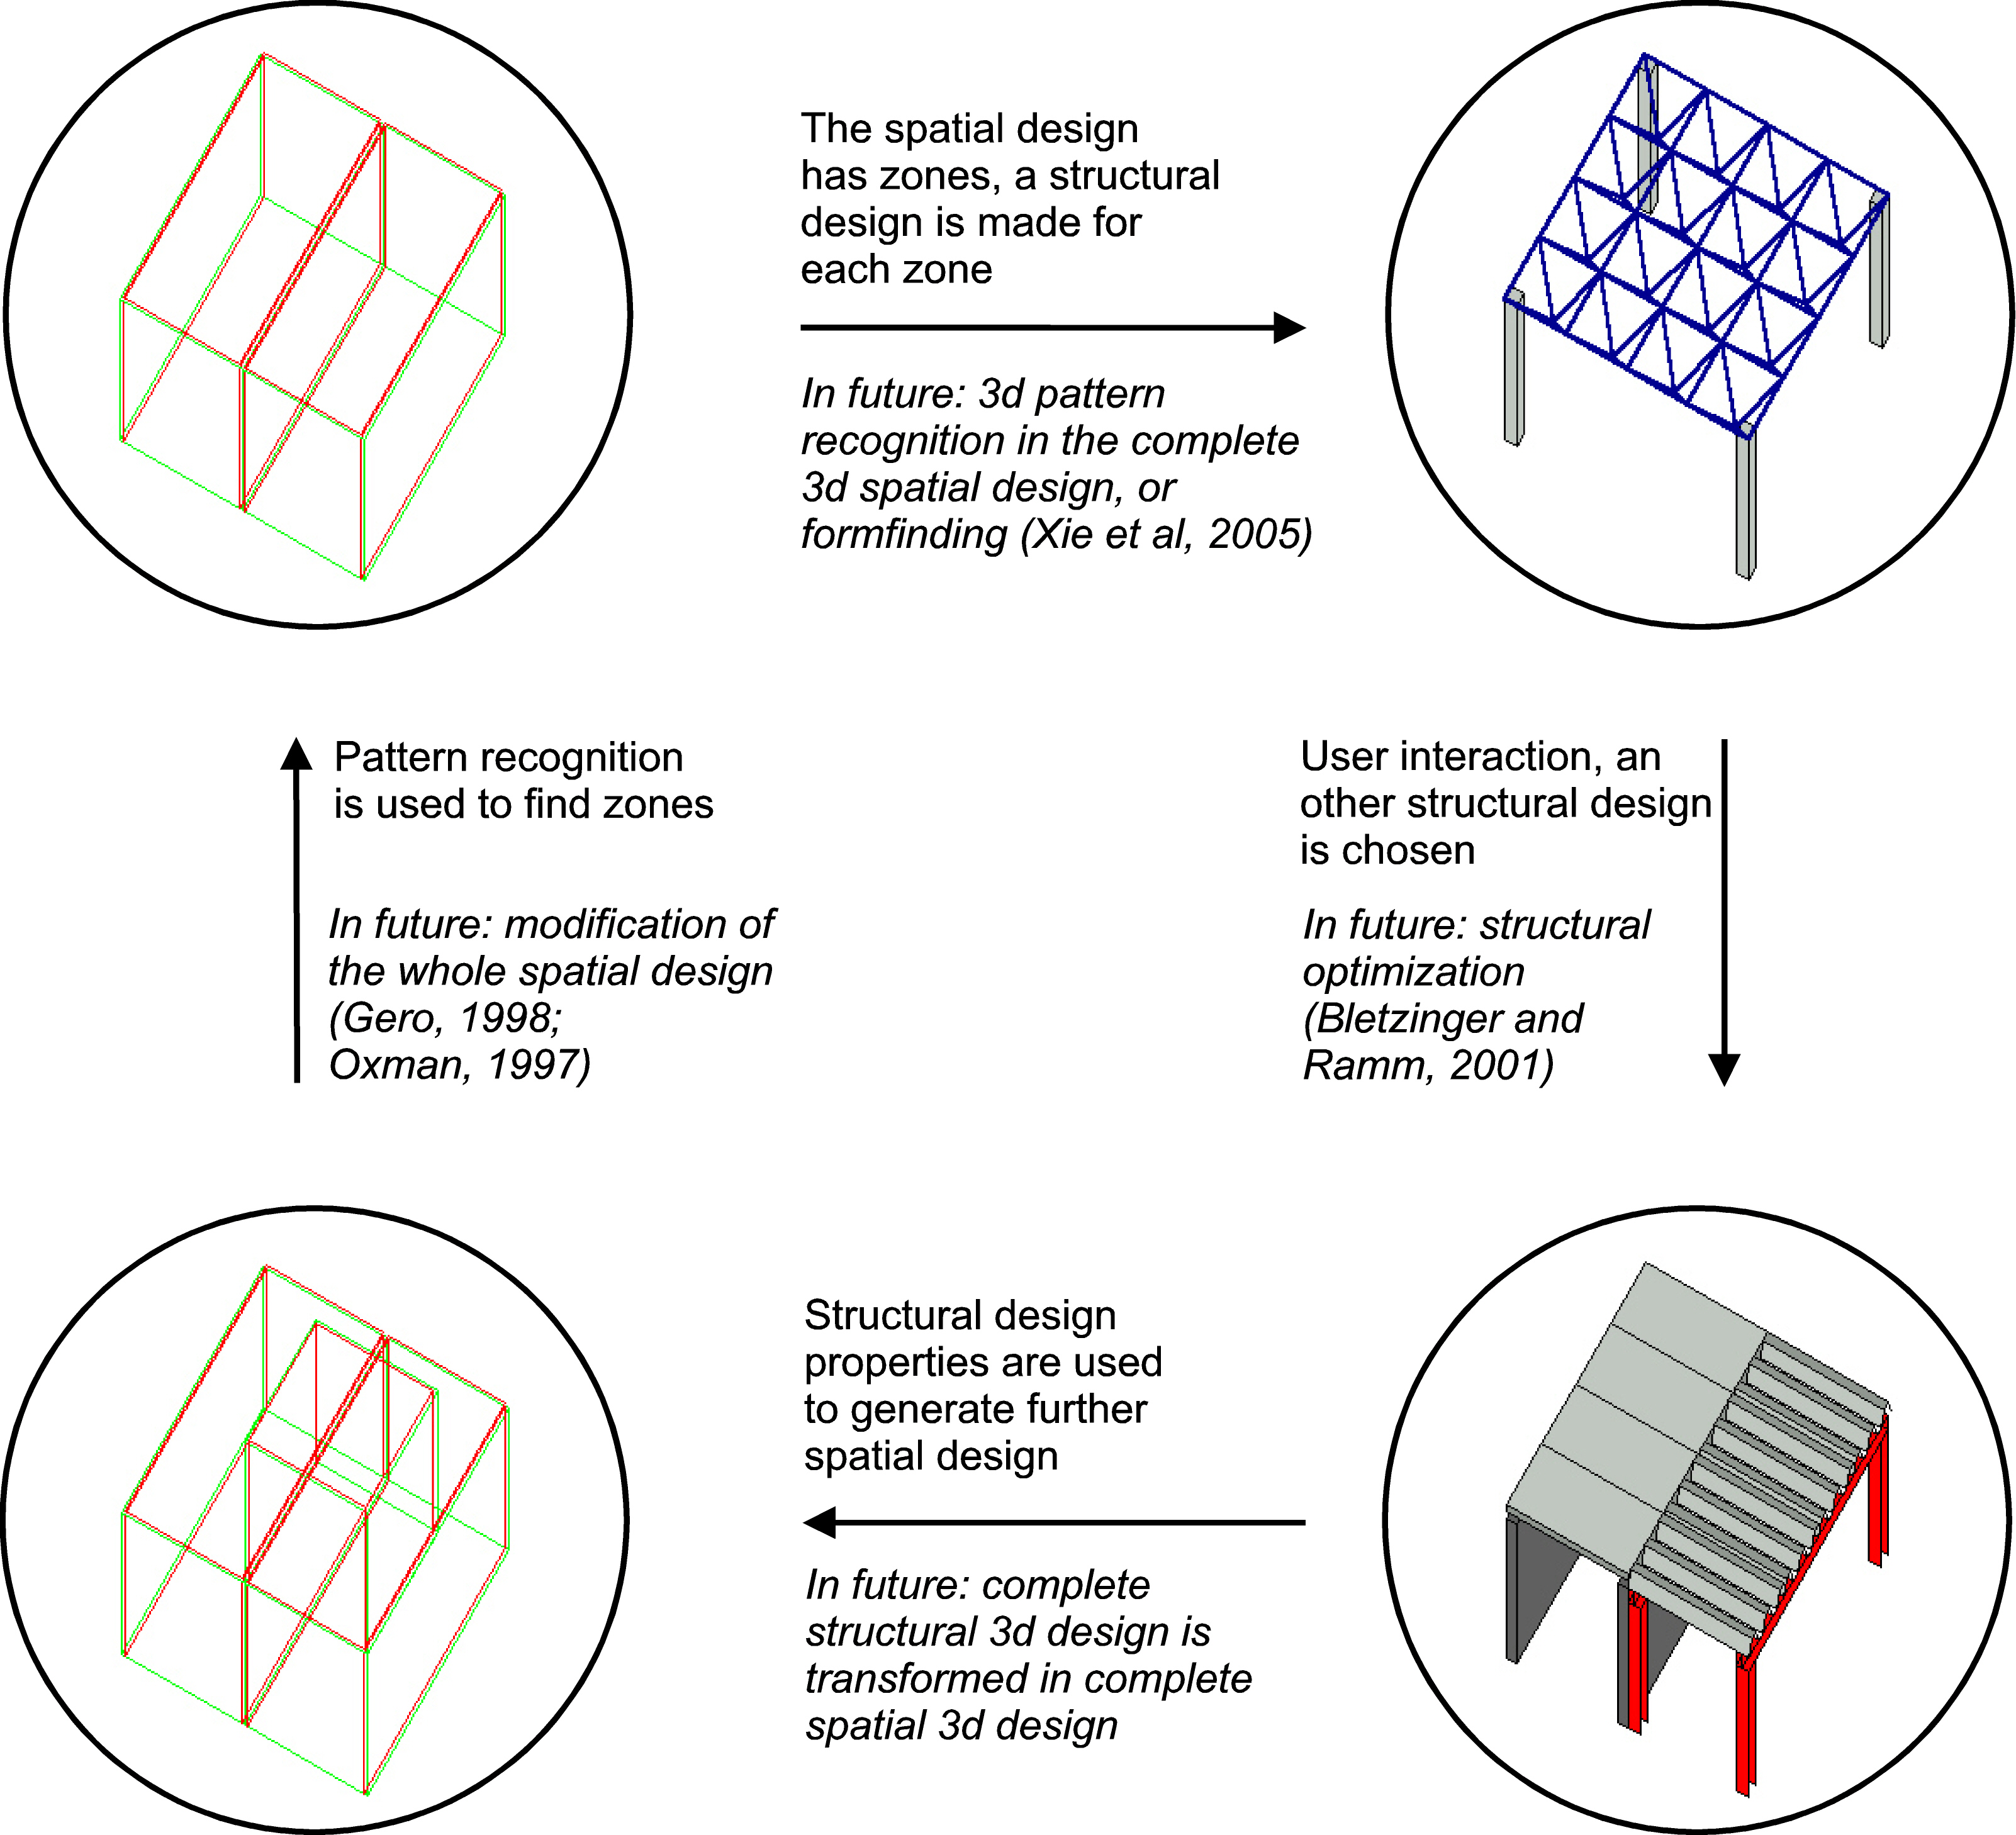 The spatial design
has zones, a structural
design is made for
each zone
In future: 3d pattern
recognition in the complete
3d spatial design, or
formfinding (Xie et al, 2005)
Pattern recognition
is used to find zones
In future: modification of
the whole spatial design
(Gero, 1998;
Oxman, 1997)
User interaction, an
other structural design
is chosen
In future: structural
optimization
(Bletzinger and
Ramm, 2001)
Structural design
properties are used
to generate further
spatial design
In future: complete
structural 3d design is
transformed in complete
spatial 3d design